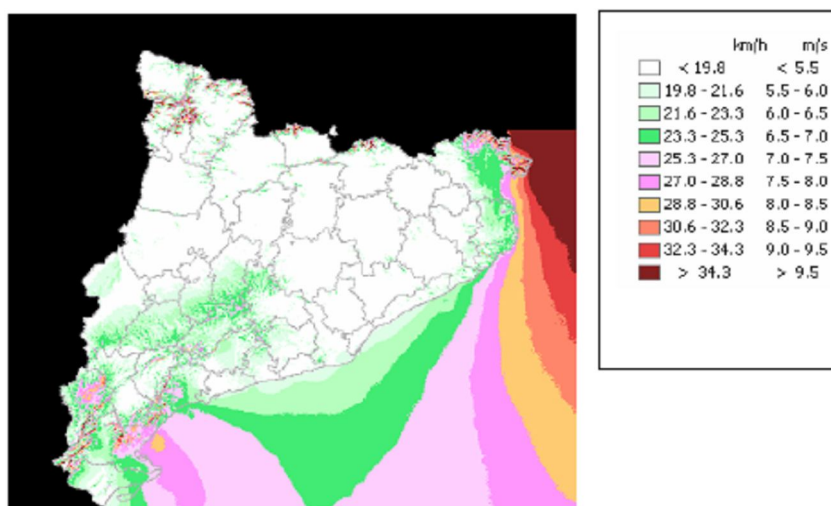 km/h m/s
< 19.8 < 5.5
19.8 - 21.6 5.5 - 6.0
21.6 - 23.3 6.0 - 6.5
23.3 - 25.3 6.5 - 7.0
25.3 - 27.0 7.0 - 7.5
27.0 - 28.8 7.5 - 8.0
28.8 - 30.6 8.0 - 8.5
30.6 - 32.3 8.5 - 9.0
32.3 - 34.3 9.0 - 9.5
> 34.3 > 9.5